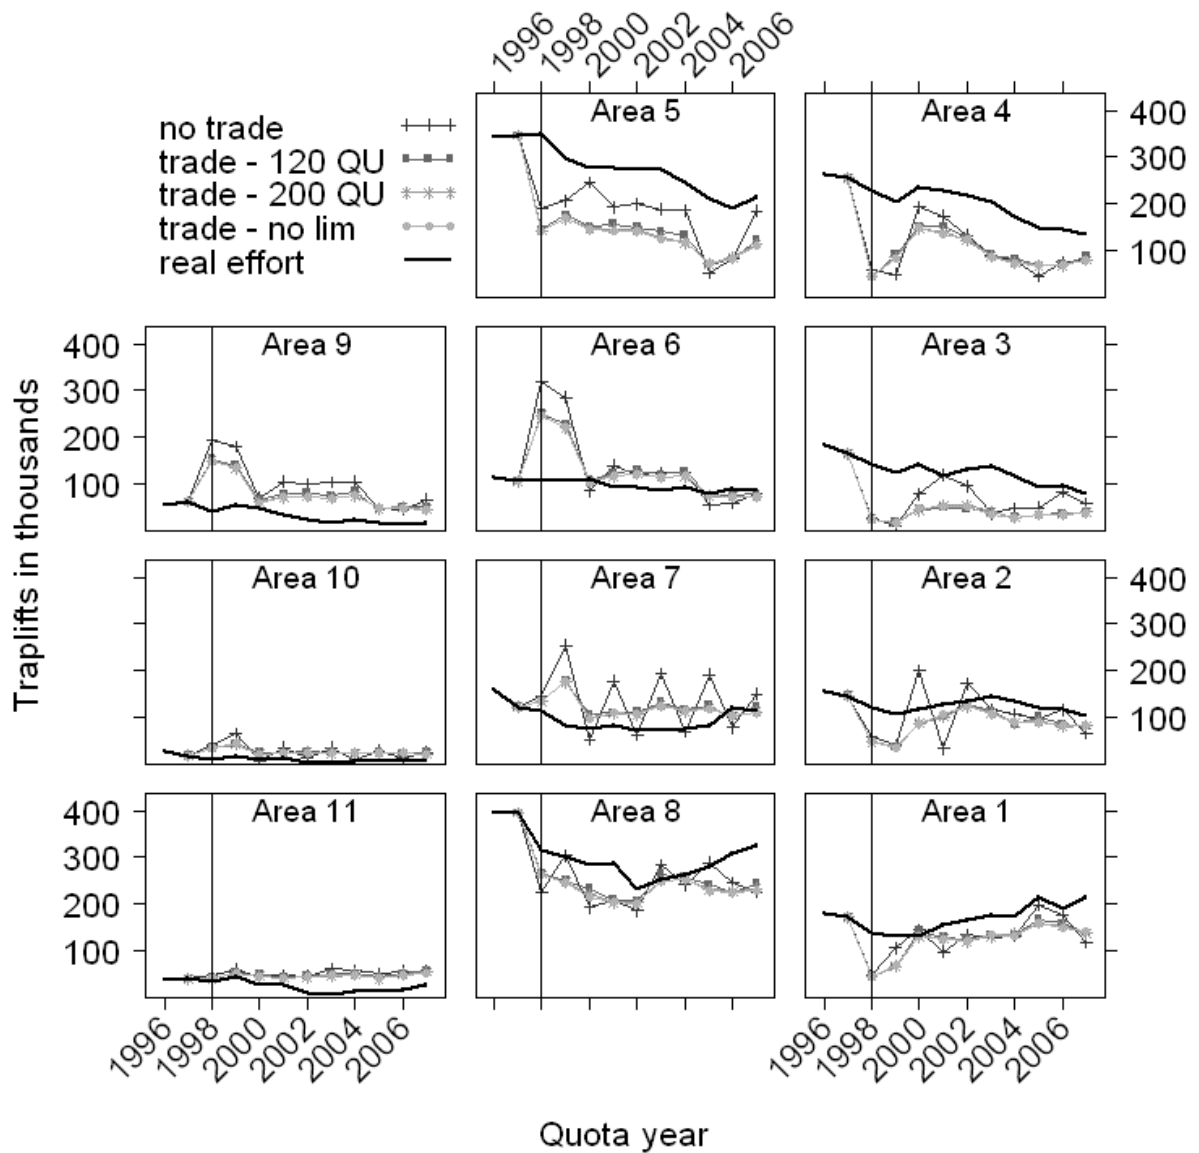 1996 1998 2000 2002 2004 2006
no trade
trade - 120 QU
trade - 200 QU
trade - no lim
real effort
Area 5
Area 4
400
300
200
100
Area 9
Area 6
Area 3
400
300
200
100
Traplifts in thousands
Area 10
Area 7
Area 2
400
300
200
100
Area 11
Area 8
Area 1
400
300
200
100
1996 1998 2000 2002 2004 2006
1996 1998 2000 2002 2004 2006
Quota year